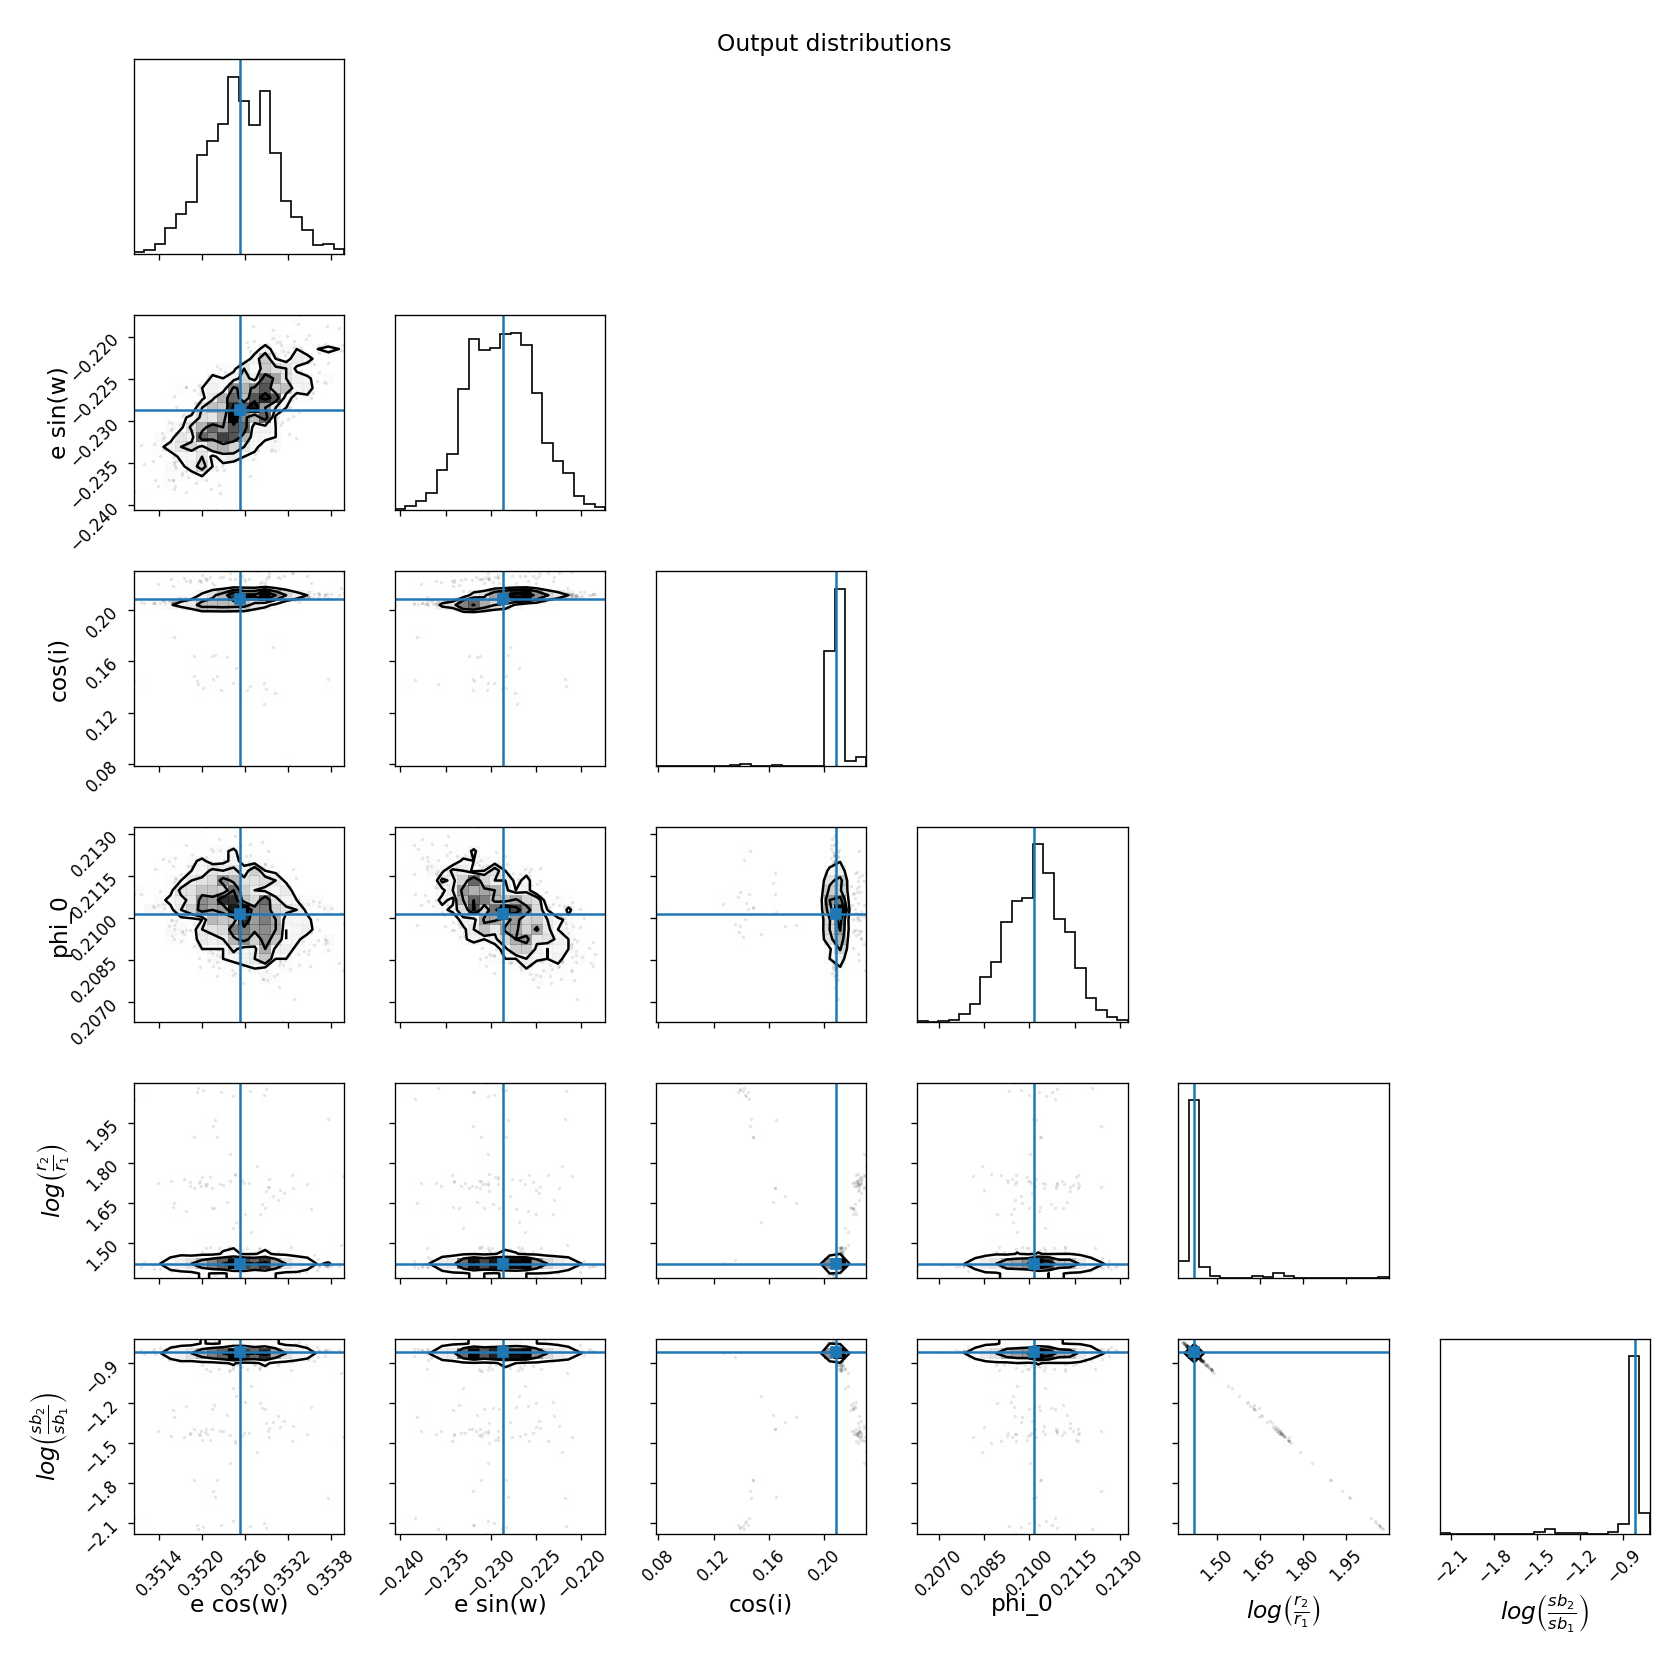 Output distributions
e sin(w)
−0.220
−0.225
−0.230
−0.235
−0.240
cos(i)
0.20
0.16
0.12
0.08
phi_0
0.2130
0.2115
0.2100
0.2085
0.2070
log(r2/r1)
1.95
1.80
1.65
1.50
log(sb2/sb1)
−0.9
−1.2
−1.5
−1.8
−2.1
0.3514 0.3520 0.3526 0.3532 0.3538
−0.240 −0.235 −0.230 −0.225 −0.220
0.08 0.12 0.16 0.20
0.2070 0.2085 0.2100 0.2115 0.2130
1.50 1.65 1.80 1.95
−2.1 −1.8 −1.5 −1.2 −0.9
e cos(w) e sin(w) cos(i) phi_0 log(r2/r1) log(sb2/sb1)